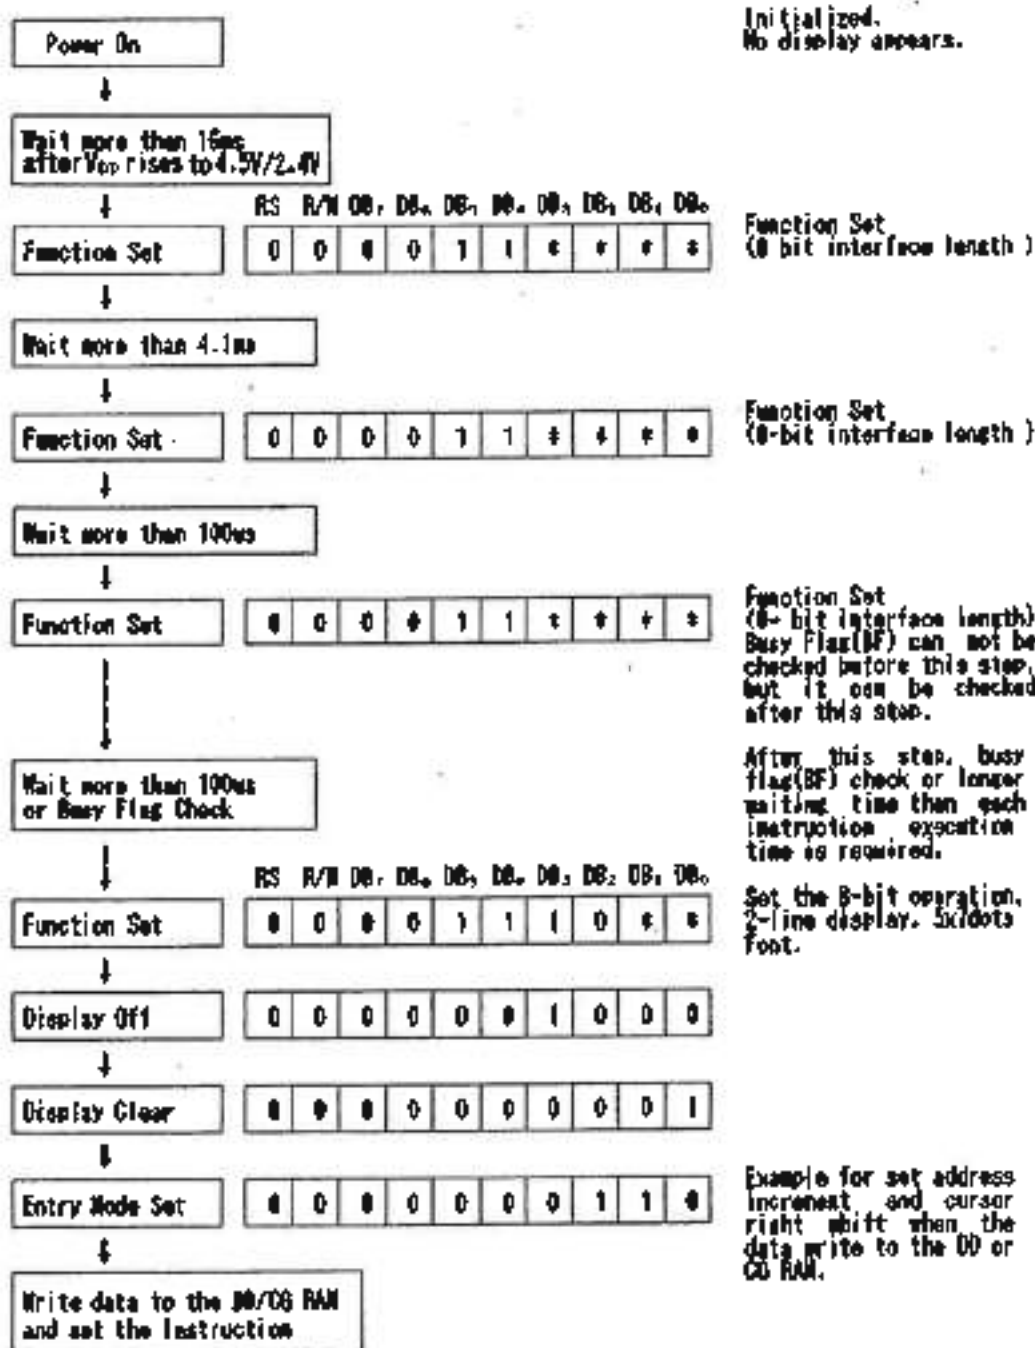 Power On
Initialized.
No display appears.
Wait more than 15ms
after VDD rises to 4.5V/2.4V
RS R/W DB7 DB6 DB5 DB4 DB3 DB2 DB1 DB0
Function Set 0 0 0 0 1 1 * * * *
Function Set
(8 bit interface length )
Wait more than 4.1ms
Function Set 0 0 0 0 1 1 * * * *
Function Set
(8-bit interface length )
Wait more than 100us
Function Set 0 0 0 0 1 1 * * * *
Function Set
(8- bit interface length)
Busy Flag(BF) can not be
checked before this step,
but it can be checked
after this step.
Wait more than 100us
or Busy Flag Check
After this step, busy
flag(BF) check or longer
waiting time than each
instruction execution
time is required.
RS R/W DB7 DB6 DB5 DB4 DB3 DB2 DB1 DB0
Function Set 0 0 0 0 1 1 1 0 * *
Set the 8-bit operation,
2-line display, 5x7dots
font.
Display Off 0 0 0 0 0 0 1 0 0 0
Display Clear 0 0 0 0 0 0 0 0 0 1
Entry Mode Set 0 0 0 0 0 0 0 1 1 0
Example for set address
increment and cursor
right shift when the
data write to the DD or
CG RAM.
Write data to the DD/CG RAM
and set the Instruction